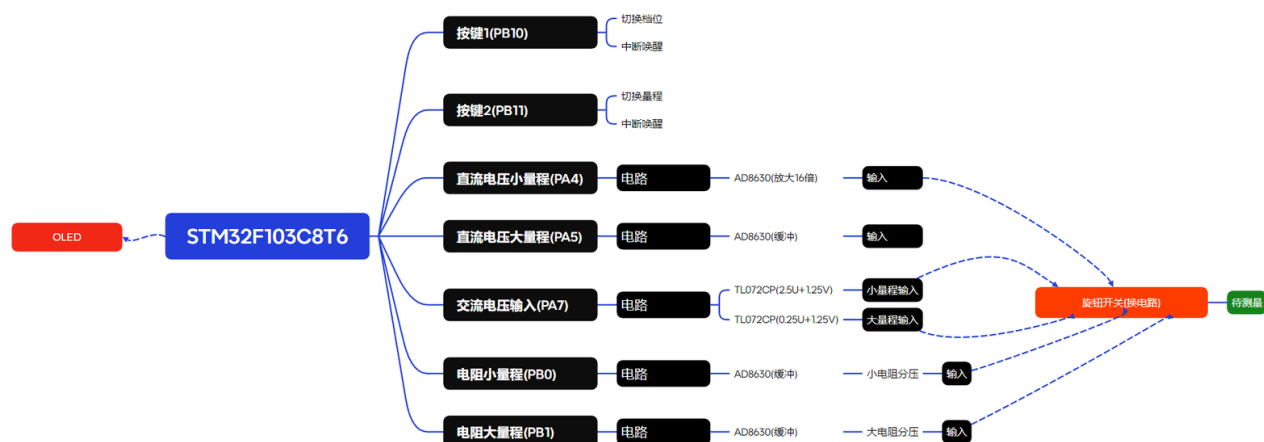 切换档位
按键1(PB10)
中断唤醒
切换量程
按键2(PB11)
中断唤醒
直流电压小量程(PA4)
电路
AD8630(放大16倍)
输入
OLED
STM32F103C8T6
直流电压大量程(PA5)
电路
AD8630(缓冲)
输入
TL072CP(2.5U+1.25V)
小量程输入
交流电压输入(PA7)
电路
旋钮开关(换电路)
待测量
TL072CP(0.25U+1.25V)
大量程输入
电阻小量程(PB0)
电路
AD8630(缓冲)
小电阻分压
输入
电阻大量程(PB1)
电路
AD8630(缓冲)
大电阻分压
输入